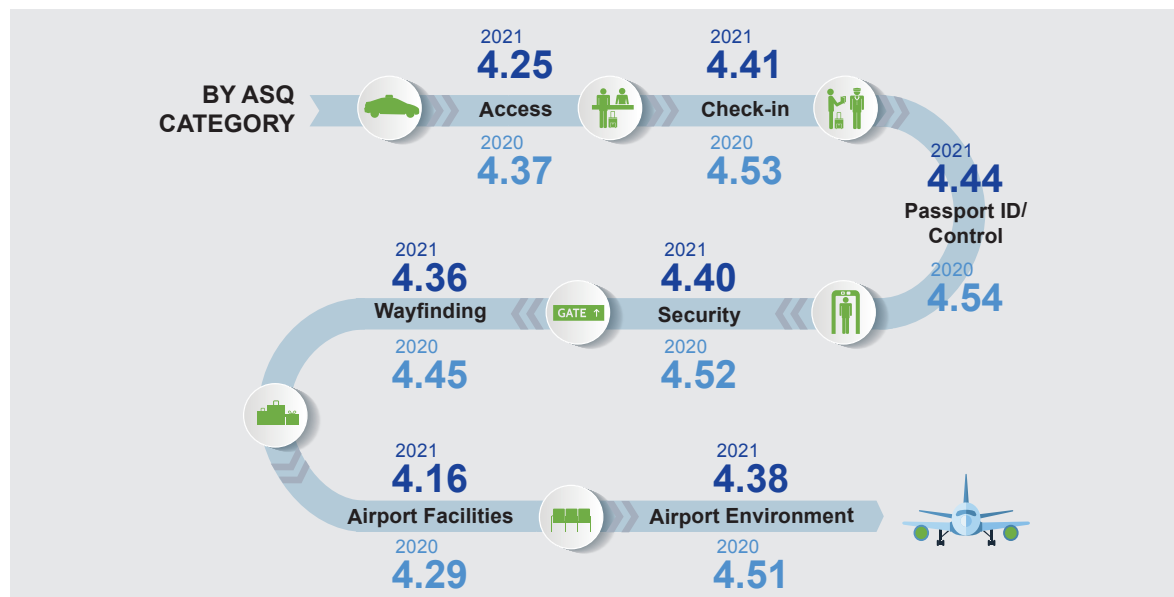 BY ASQ
CATEGORY
2021
4.25
Access
2020
4.37
2021
4.41
Check-in
2020
4.53
2021
4.44
Passport ID/
Control
2020
4.54
2021
4.40
Security
2020
4.52
GATE ↑
2021
4.36
Wayfinding
2020
4.45
2021
4.16
Airport Facilities
2020
4.29
2021
4.38
Airport Environment
2020
4.51